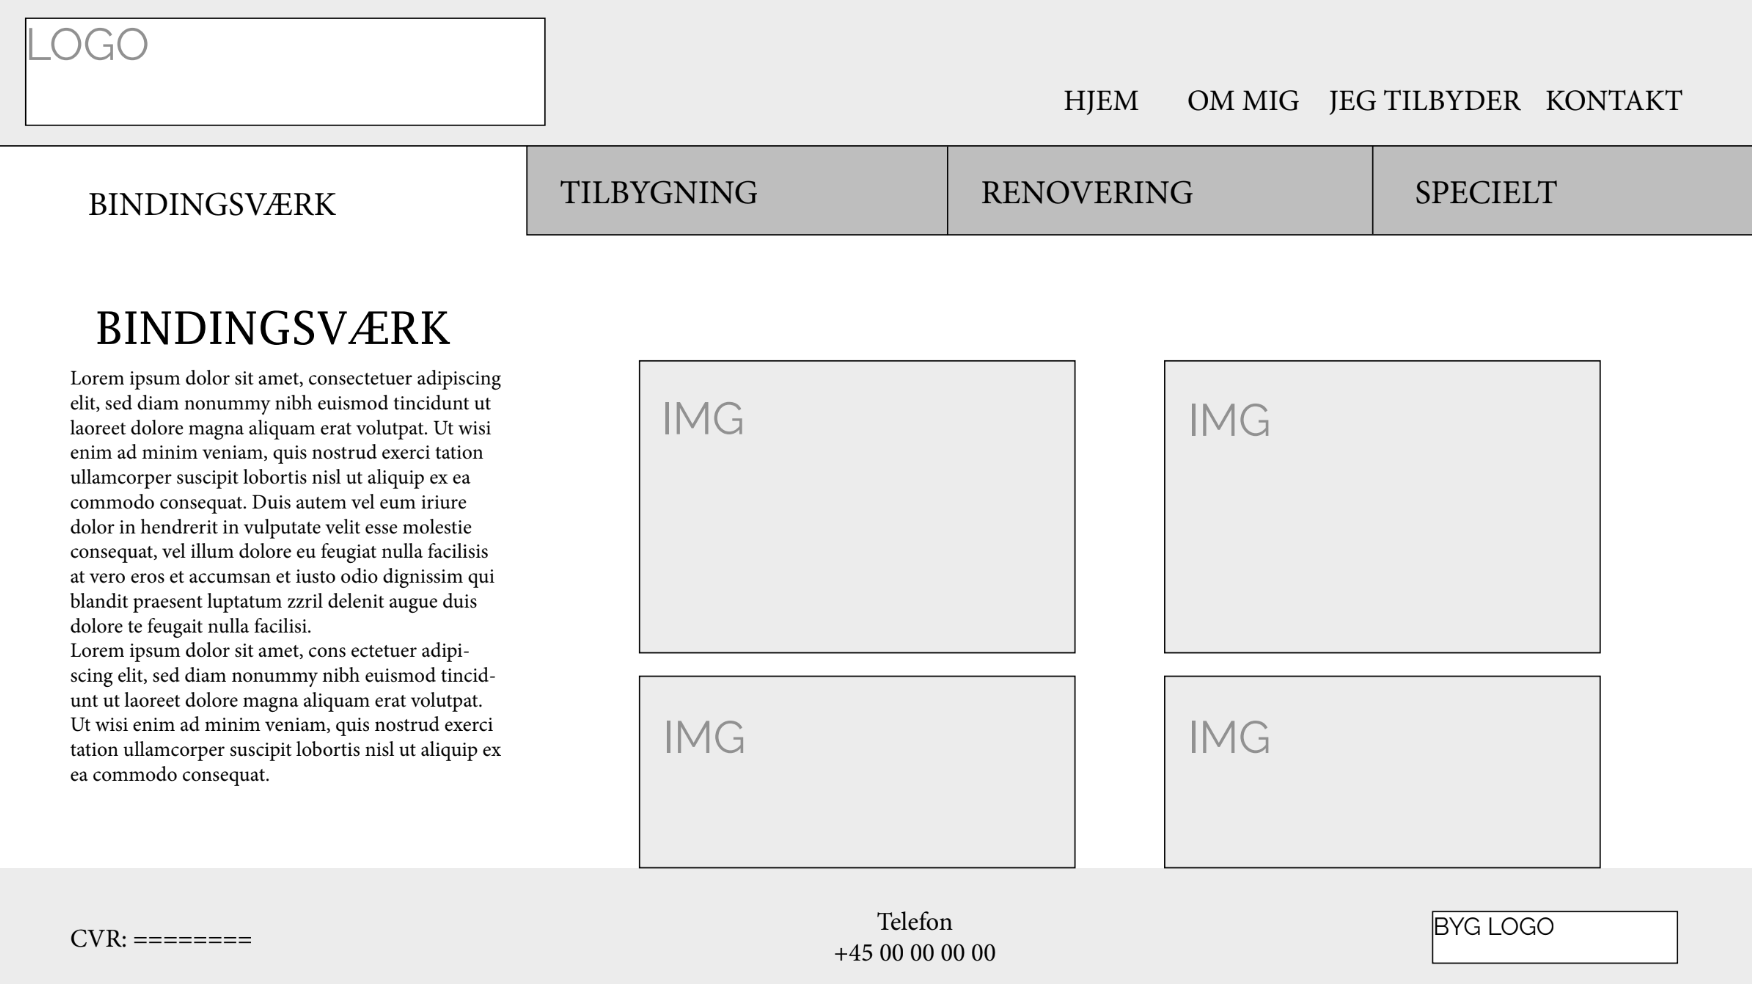 LOGO
HJEM OM MIG JEG TILBYDER KONTAKT
BINDINGSVÆRK TILBYGNING RENOVERING SPECIELT
BINDINGSVÆRK
Lorem ipsum dolor sit amet, consectetuer adipiscing
elit, sed diam nonummy nibh euismod tincidunt ut
laoreet dolore magna aliquam erat volutpat. Ut wisi
enim ad minim veniam, quis nostrud exerci tation
ullamcorper suscipit lobortis nisl ut aliquip ex ea
commodo consequat. Duis autem vel eum iriure
dolor in hendrerit in vulputate velit esse molestie
consequat, vel illum dolore eu feugiat nulla facilisis
at vero eros et accumsan et iusto odio dignissim qui
blandit praesent luptatum zzril delenit augue duis
dolore te feugait nulla facilisi.
Lorem ipsum dolor sit amet, cons ectetuer adipi-
scing elit, sed diam nonummy nibh euismod tincid-
unt ut laoreet dolore magna aliquam erat volutpat.
Ut wisi enim ad minim veniam, quis nostrud exerci
tation ullamcorper suscipit lobortis nisl ut aliquip ex
ea commodo consequat.
IMG IMG
IMG IMG
CVR: ========
Telefon
+45 00 00 00 00
BYG LOGO